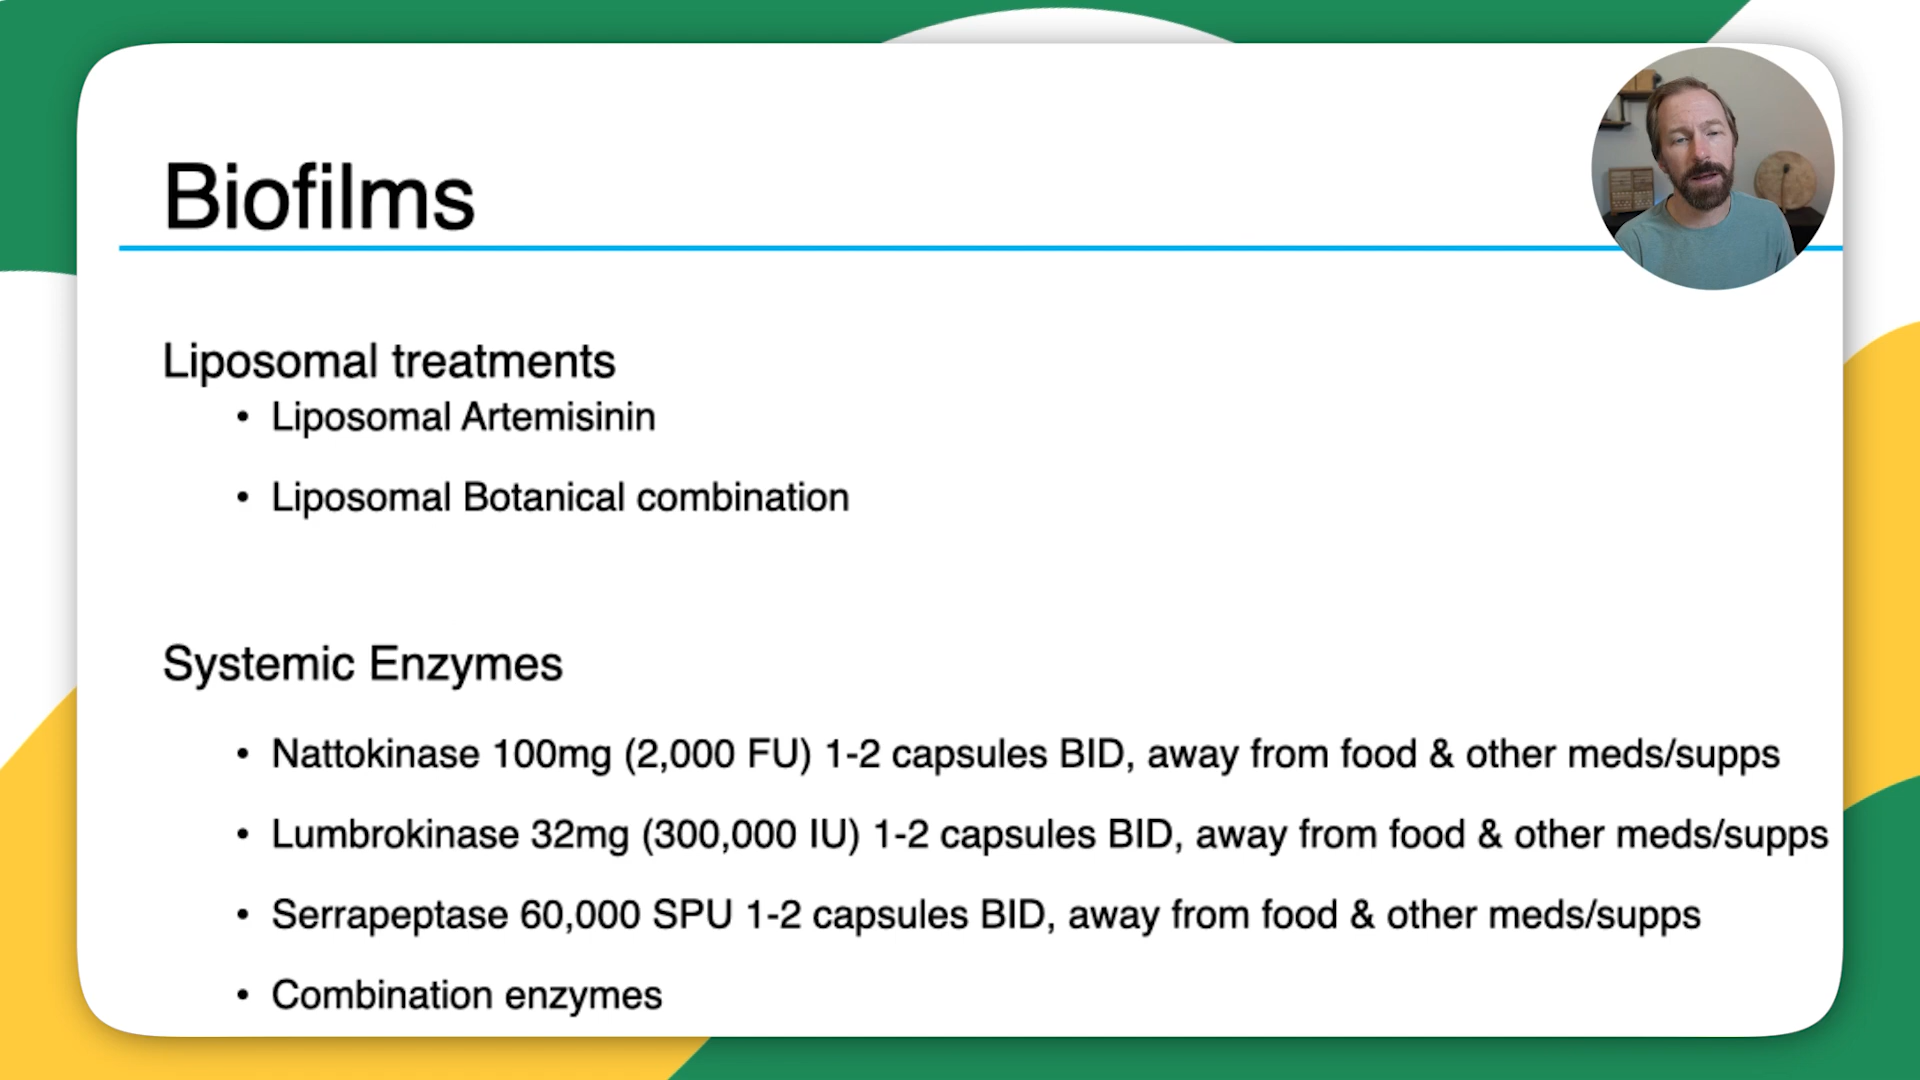 Biofilms
Liposomal treatments
• Liposomal Artemisinin
• Liposomal Botanical combination
Systemic Enzymes
• Nattokinase 100mg (2,000 FU) 1-2 capsules BID, away from food & other meds/supps
• Lumbrokinase 32mg (300,000 IU) 1-2 capsules BID, away from food & other meds/supps
• Serrapeptase 60,000 SPU 1-2 capsules BID, away from food & other meds/supps
• Combination enzymes